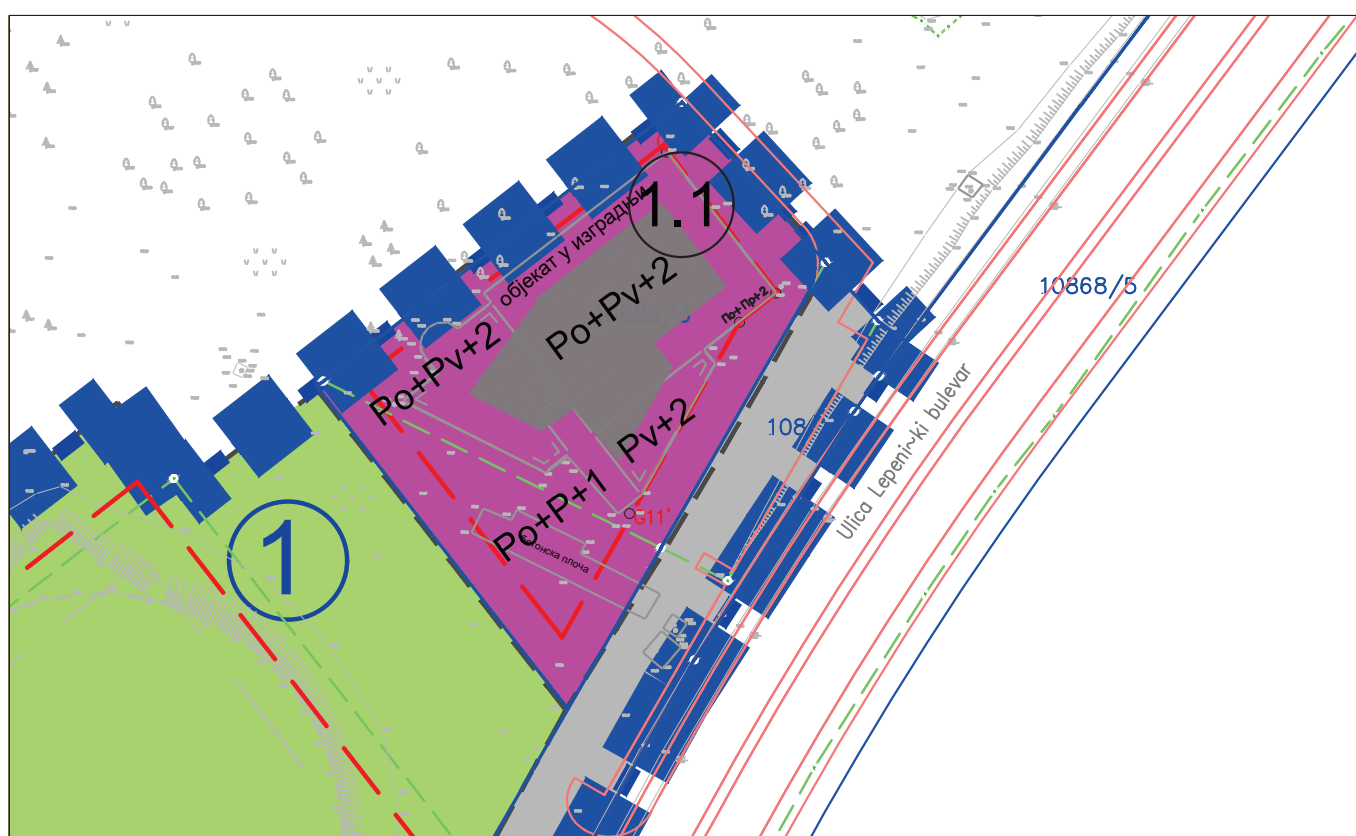 1.1
објекат у изградњи
Po+Pv+2
По+Пр+2
10868/5
Po+Pv+2
Pv+2
108
Ulica Lepeni~ki bulevar
Po+P+1
G11'
бетонска плоча
1